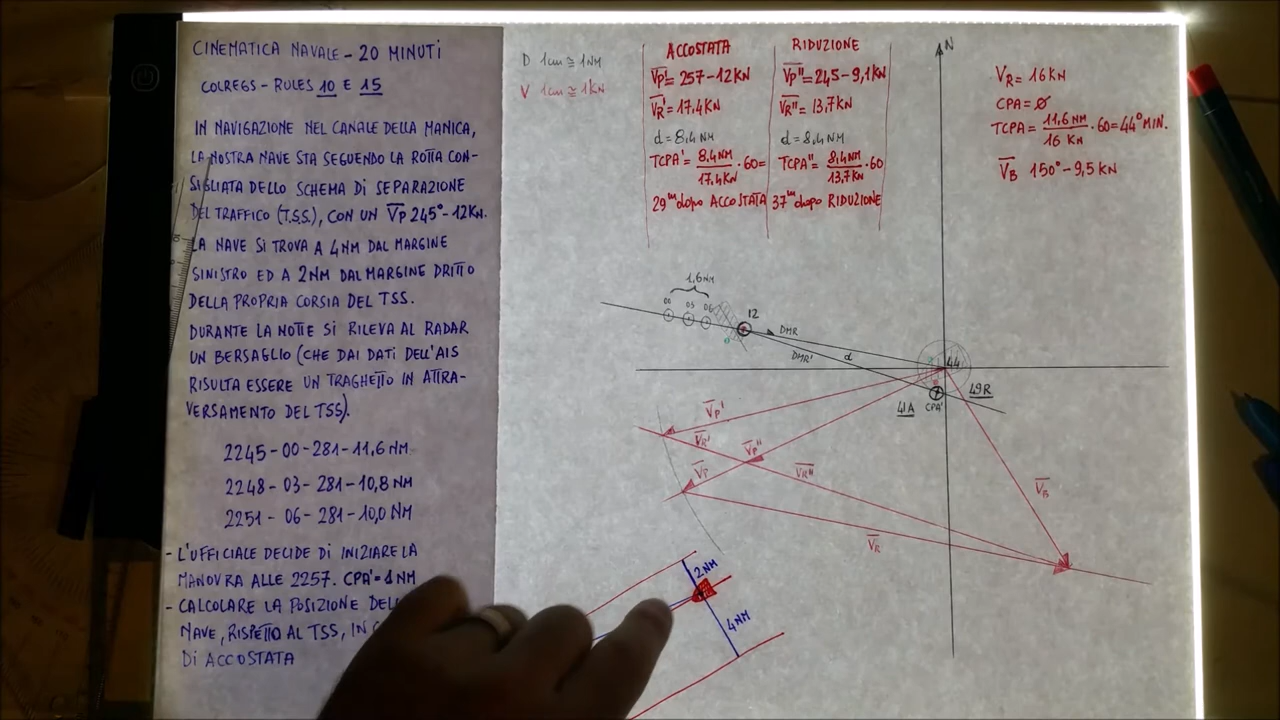 CINEMATICA NAVALE - 20 MINUTI
COLREGS - RULES 10 E 15
IN NAVIGAZIONE NEL CANALE DELLA MANICA,
LA NOSTRA NAVE STA SEGUENDO LA ROTTA CON-
SIGLIATA DELLO SCHEMA DI SEPARAZIONE
DEL TRAFFICO (T.S.S.), CON UN VP 245° - 12KN.
LA NAVE SI TROVA A 4NM DAL MARGINE
SINISTRO ED A 2NM DAL MARGINE DRITTO
DELLA PROPRIA CORSIA DEL TSS.
DURANTE LA NOTTE SI RILEVA AL RADAR
UN BERSAGLIO (CHE DAI DATI DELL'AIS
RISULTA ESSERE UN TRAGHETTO IN ATTRA-
VERSAMENTO DEL TSS).
2245-00-281-11,6 NM
2248-03-281-10,8 NM
2251-06-281-10,0 NM
- L'UFFICIALE DECIDE DI INIZIARE LA
MANOVRA ALLE 2257. CPA'=1NM
- CALCOLARE LA POSIZIONE
NAVE, RISPETTO AL TSS, IN
DI ACCOSTATA
D 1cm ≅ 1NM
V 1cm ≅ 1KN
ACCOSTATA
VP' = 257-12KN
VR' = 17,4KN
d = 8,4 NM
TCPA' = 8,4NM / 17,4KN · 60 =
29m dopo ACCOSTATA
RIDUZIONE
VP" = 245-9,1KN
VR" = 13,7KN
d = 8,4NM
TCPA" = 8,4NM / 13,7KN · 60
37m dopo RIDUZIONE
N
VR = 16KN
CPA = Ø
TCPA = 11,6 NM / 16 KN · 60 = 44° MIN.
VB 150° - 9,5 KN
1,6NM
00 03 06 12
DMR
DMR'
d
44
49R
41A
CPA'
VP'
VR'
VP"
VR"
VP
VR
VB
2NM
4NM